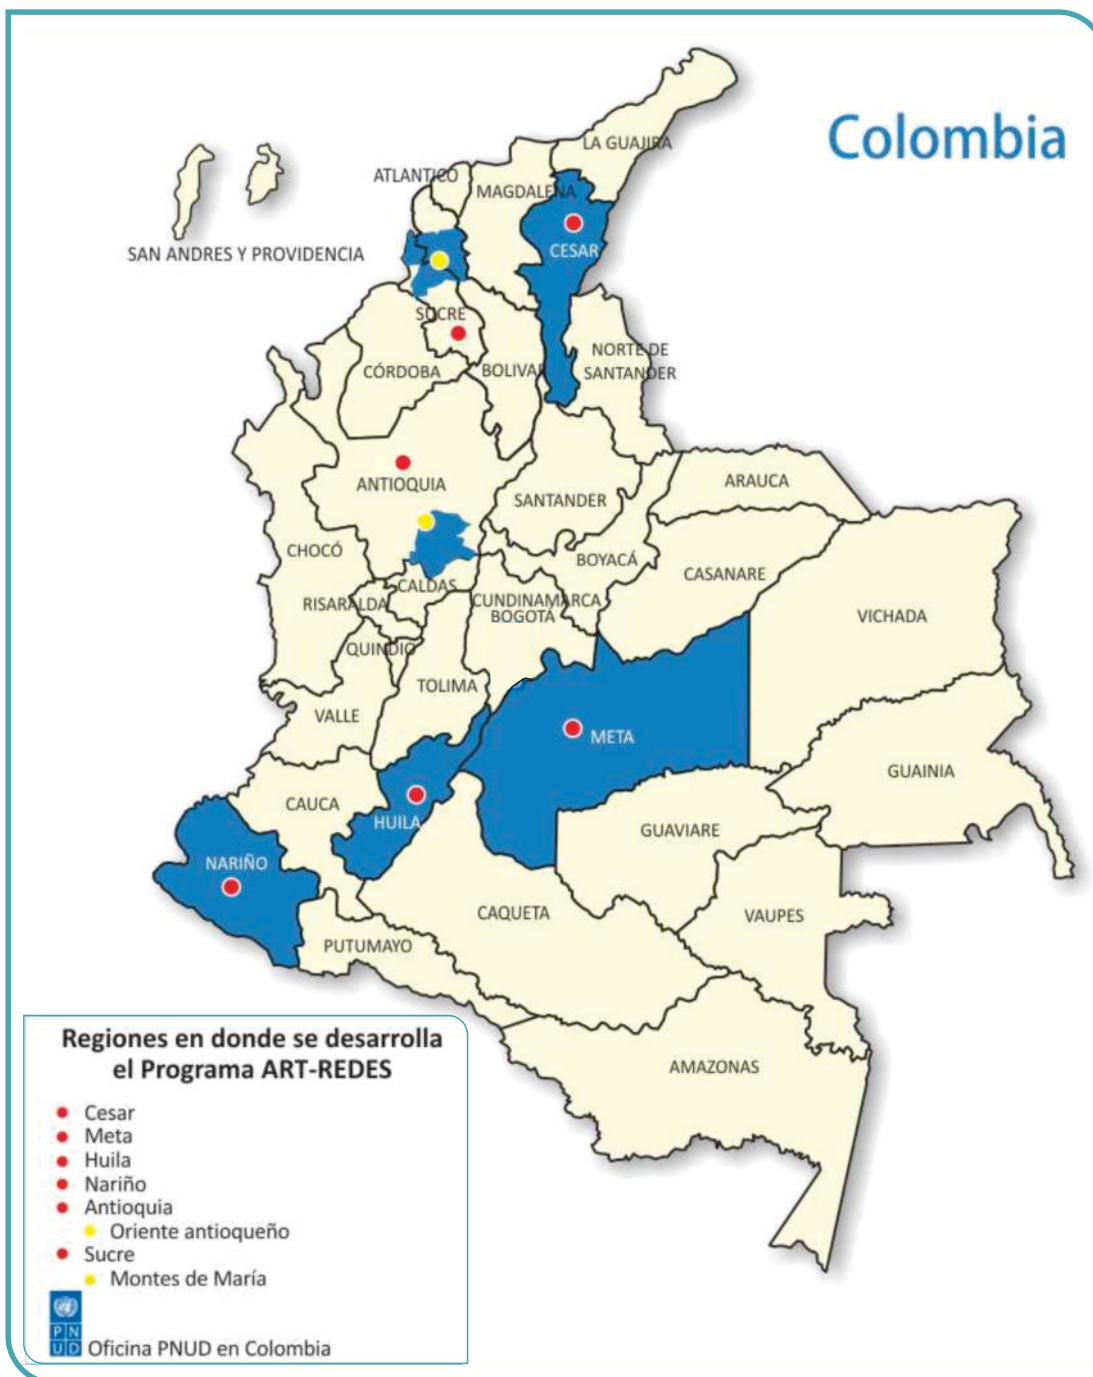 Colombia
LA GUAJIRA
ATLANTICO
MAGDALENA
CESAR
SAN ANDRES Y PROVIDENCIA
SUCRE
NORTE DE
SANTANDER
CÓRDOBA
BOLIVAR
ANTIOQUIA
SANTANDER
ARAUCA
CHOCÓ
BOYACÁ
CASANARE
CALDAS
RISARALDA
CUNDINAMARCA
BOGOTÁ
VICHADA
QUINDIO
TOLIMA
VALLE
META
GUAINIA
CAUCA
HUILA
GUAVIARE
NARIÑO
CAQUETA
VAUPES
PUTUMAYO
AMAZONAS
Regiones en donde se desarrolla
el Programa ART-REDES
Cesar
Meta
Huila
Nariño
Antioquia
Oriente antioqueño
Sucre
Montes de María
P N
U D
Oficina PNUD en Colombia